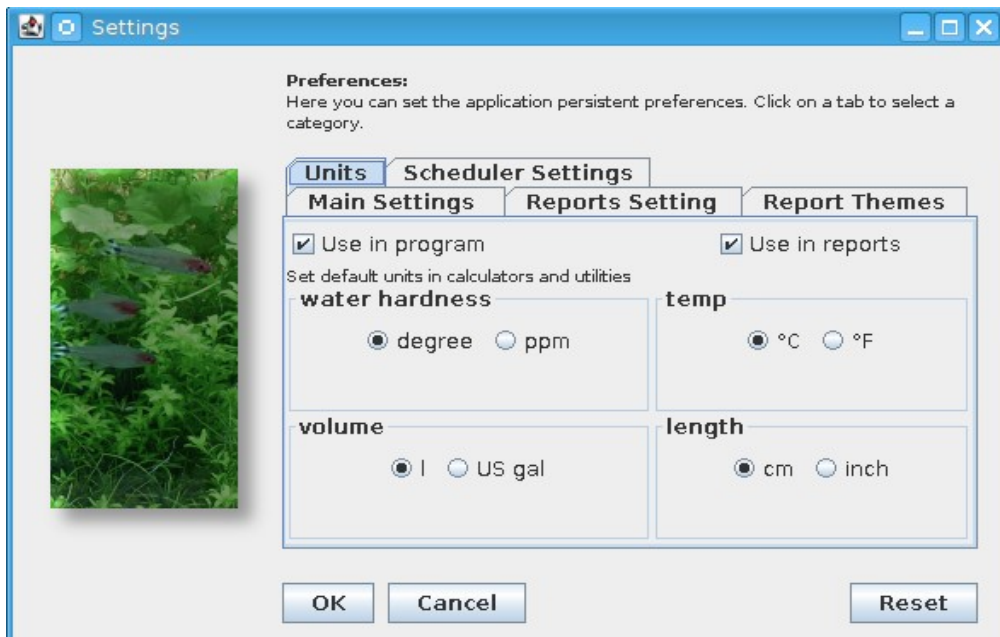 Settings
Preferences:
Here you can set the application persistent preferences. Click on a tab to select a
category.
Units Scheduler Settings
Main Settings Reports Setting Report Themes
Use in program Use in reports
Set default units in calculators and utilities
water hardness temp
degree ppm °C °F
volume length
l US gal cm inch
OK Cancel Reset